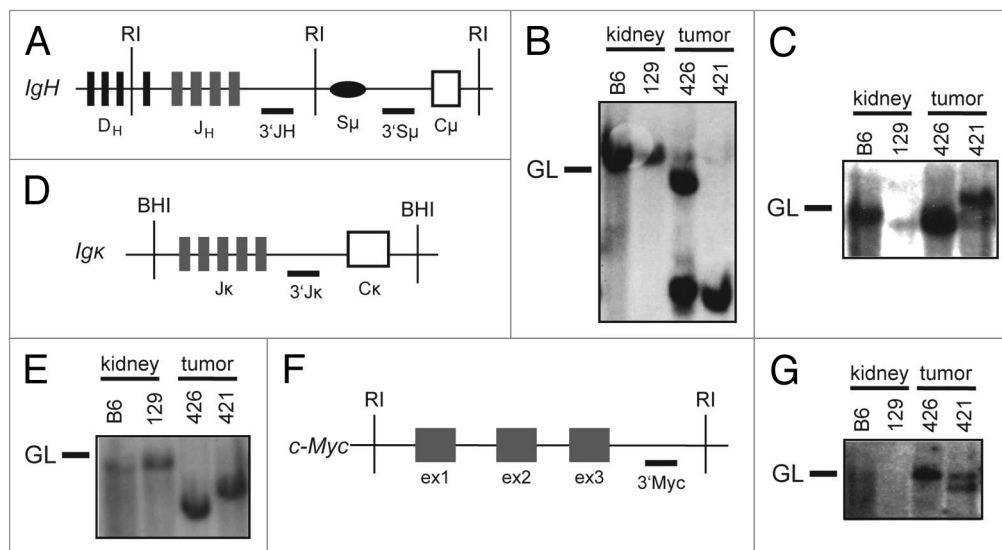 A
RI
RI
RI
IgH
D_H
J_H
3'JH
Sµ
3'Sµ
Cµ
B
kidney tumor
B6 129 426 421
GL
C
kidney tumor
B6 129 426 421
GL
D
BHI
BHI
Igκ
Jκ
3'Jκ
Cκ
E
kidney tumor
B6 129 426 421
GL
F
RI
RI
c-Myc
ex1
ex2
ex3
3'Myc
G
kidney tumor
B6 129 426 421
GL